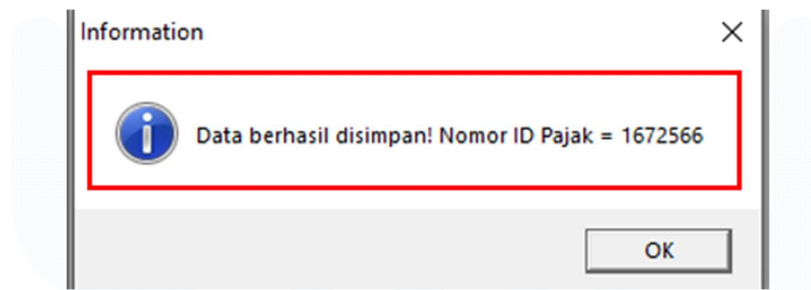 Information
Data berhasil disimpan! Nomor ID Pajak = 1672566
OK